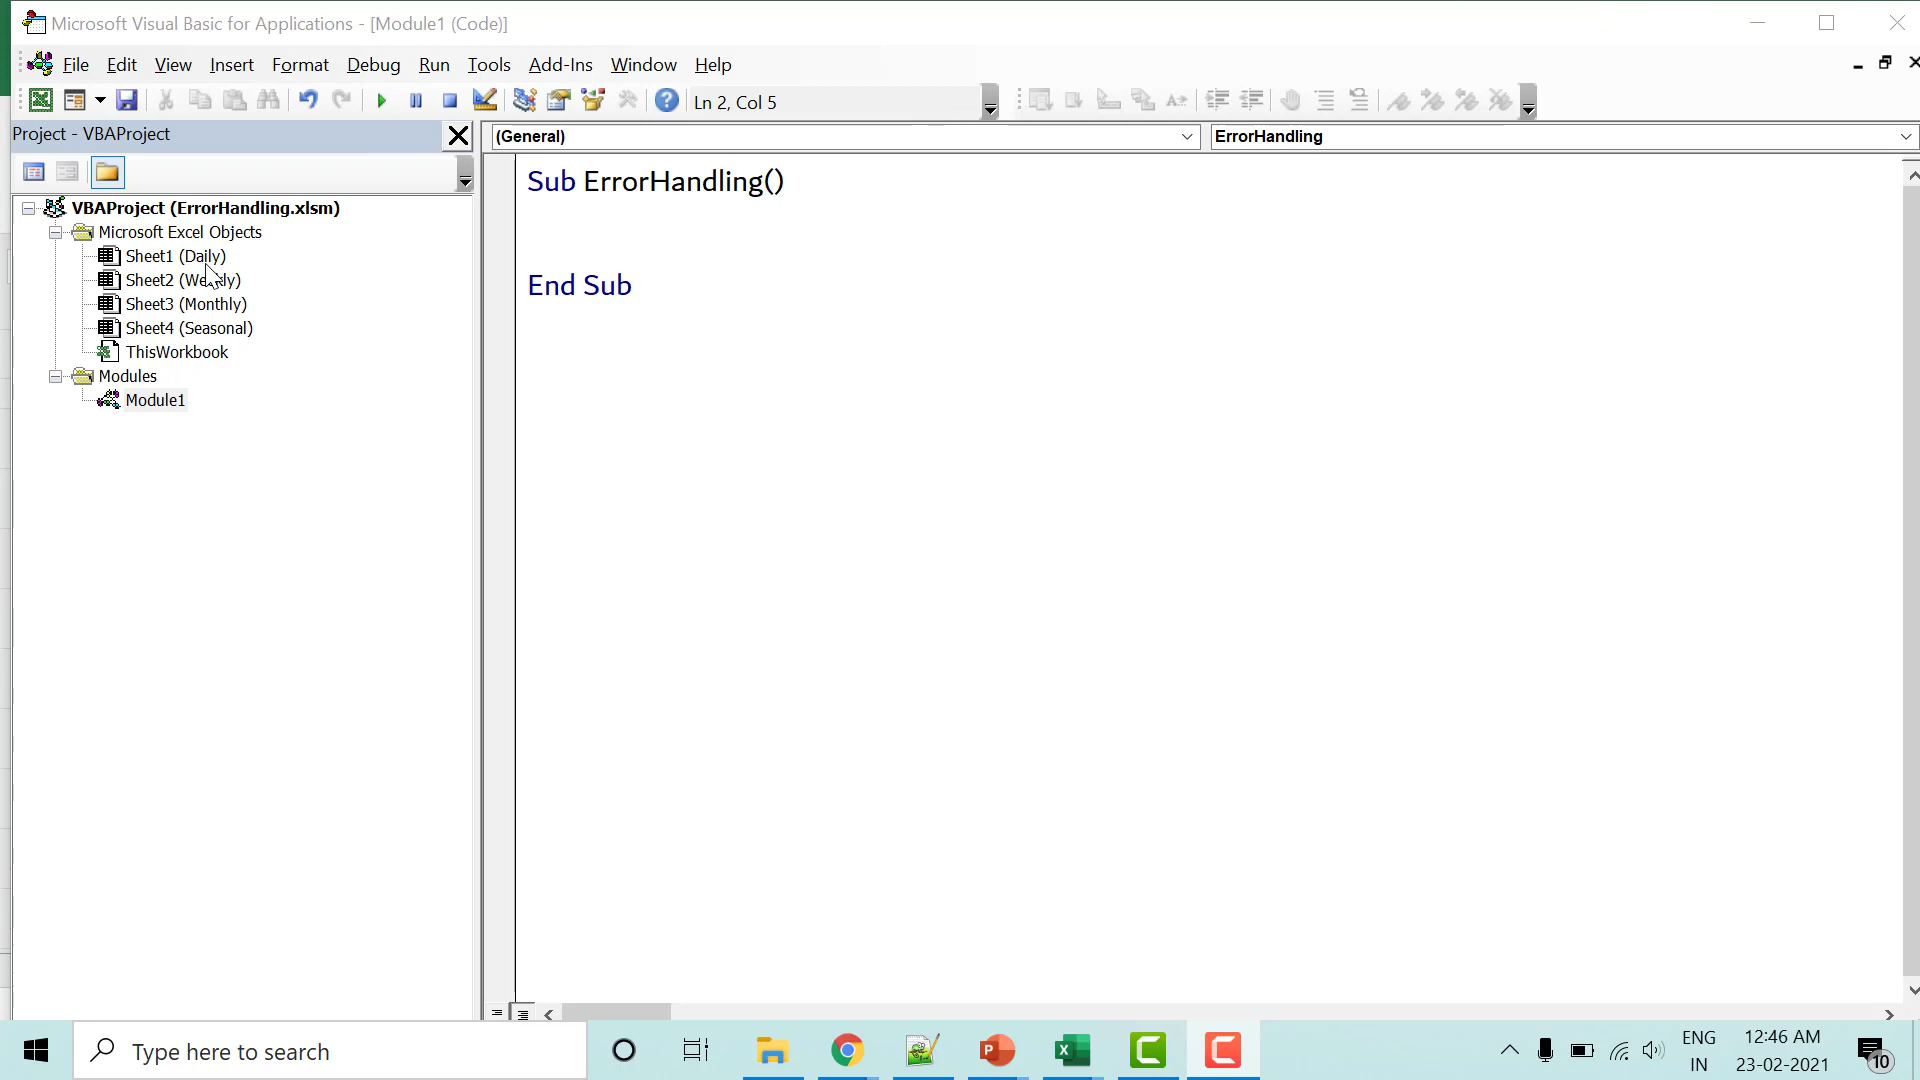 Microsoft Visual Basic for Applications - [Module1 (Code)]
File Edit View Insert Format Debug Run Tools Add-Ins Window Help
Ln 2, Col 5
Project - VBAProject
(General)
ErrorHandling
VBAProject (ErrorHandling.xlsm)
Microsoft Excel Objects
Sheet1 (Daily)
Sheet2 (Weekly)
Sheet3 (Monthly)
Sheet4 (Seasonal)
ThisWorkbook
Modules
Module1
Sub ErrorHandling()
End Sub
Type here to search
ENG
IN
12:46 AM
23-02-2021
10